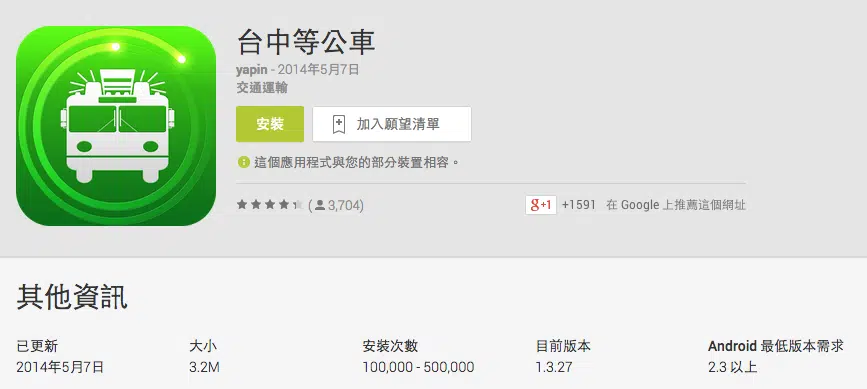 台中等公車
yapin - 2014年5月7日
交通運輸
安裝 加入願望清單
這個應用程式與您的部分裝置相容。
(3,704) g+1 +1591 在 Google 上推薦這個網址
其他資訊
已更新 大小 安裝次數 目前版本 Android 最低版本需求
2014年5月7日 3.2M 100,000 - 500,000 1.3.27 2.3 以上